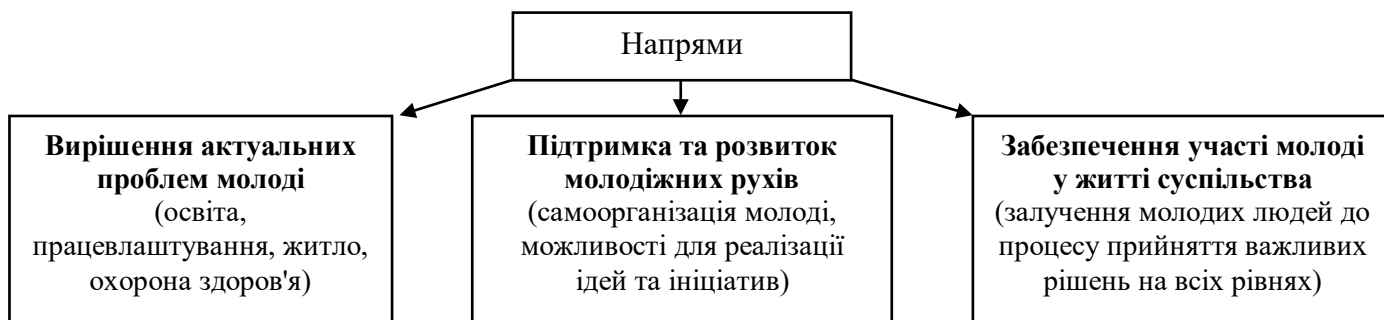 Напрями
Вирішення актуальних
проблем молоді
(освіта,
працевлаштування, житло,
охорона здоров'я)
Підтримка та розвиток
молодіжних рухів
(самоорганізація молоді,
можливості для реалізації
ідей та ініціатив)
Забезпечення участі молоді
у житті суспільства
(залучення молодих людей до
процесу прийняття важливих
рішень на всіх рівнях)